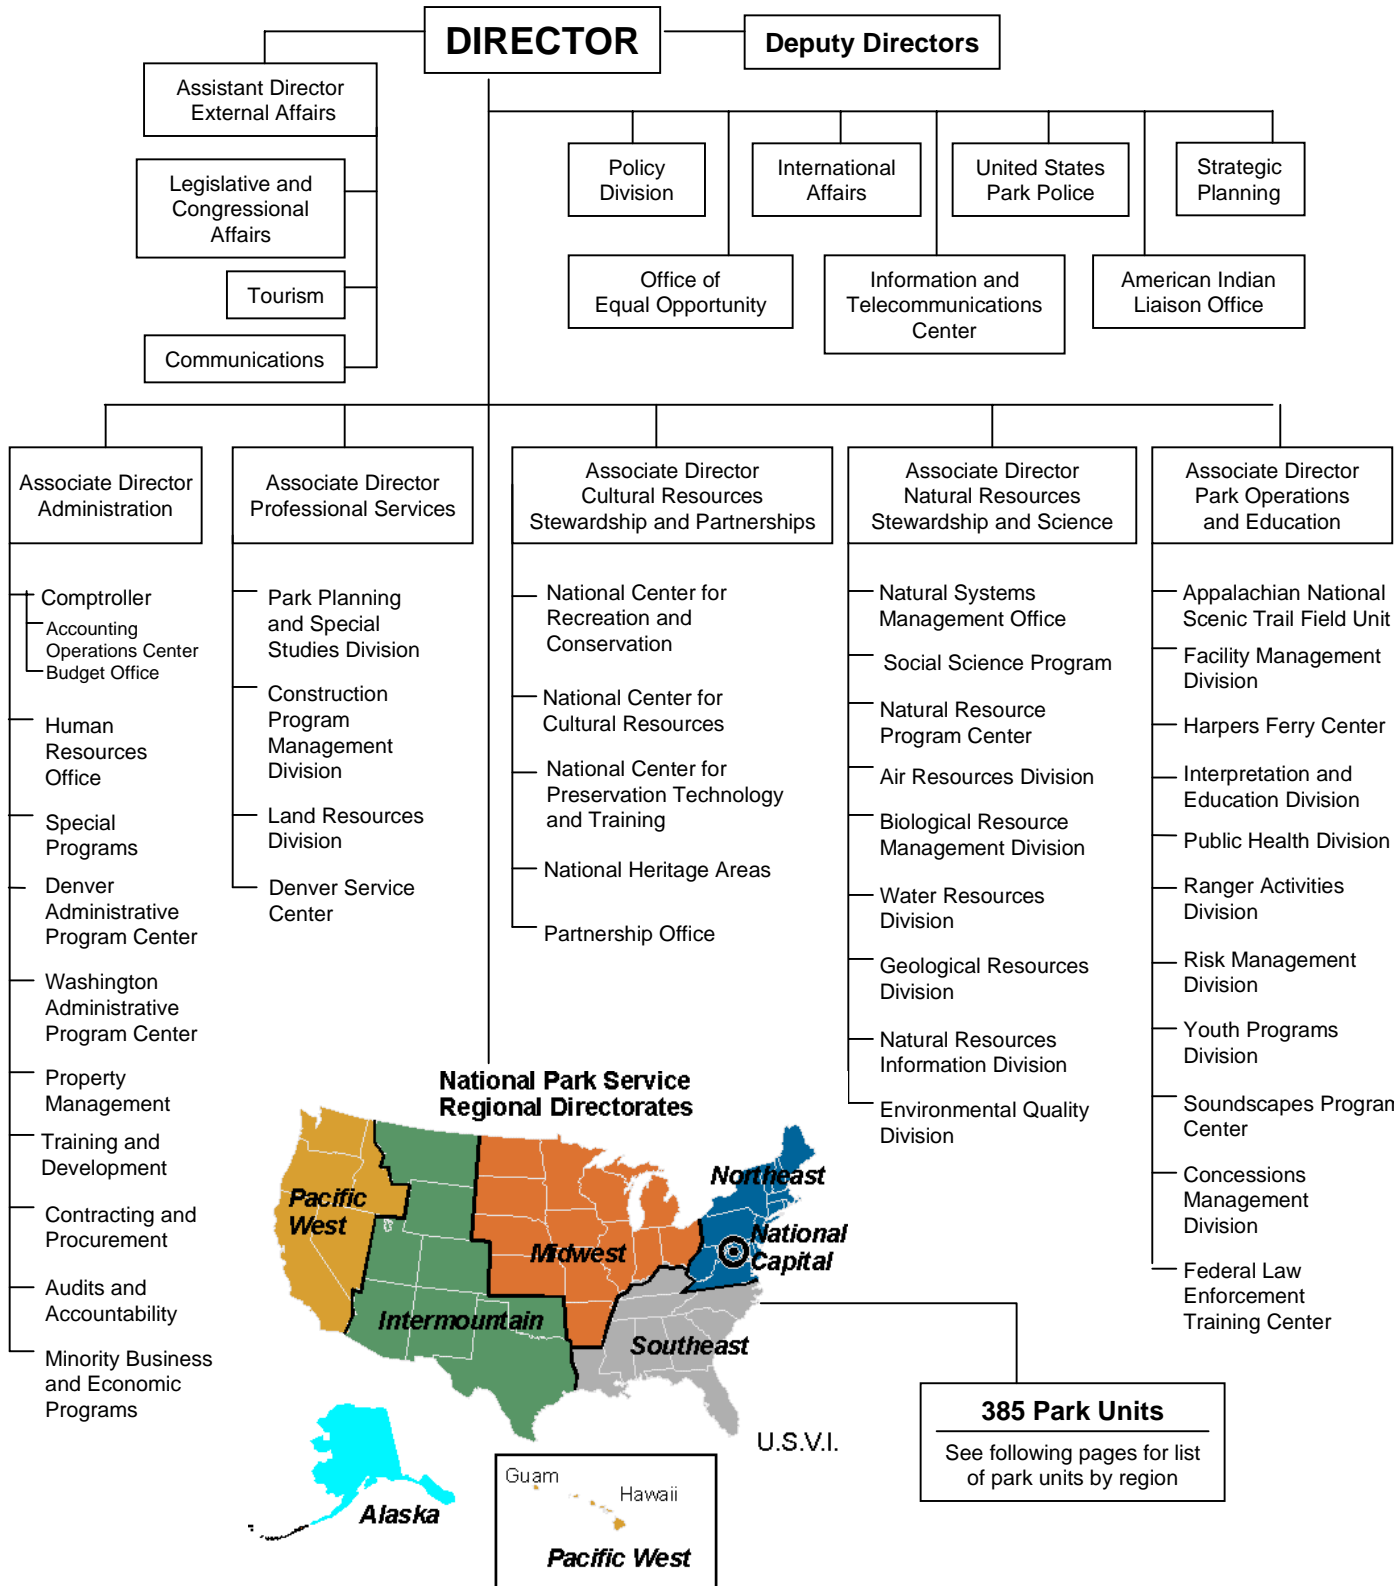 DIRECTOR
Deputy Directors
Assistant Director
External Affairs
Legislative and
Congressional
Affairs
Tourism
Communications
Policy
Division
International
Affairs
United States
Park Police
Strategic
Planning
Office of
Equal Opportunity
Information and
Telecommunications
Center
American Indian
Liaison Office
Associate Director
Administration
Comptroller
Accounting
Operations Center
Budget Office
Human
Resources
Office
Special
Programs
Denver
Administrative
Program Center
Washington
Administrative
Program Center
Property
Management
Training and
Development
Contracting and
Procurement
Audits and
Accountability
Minority Business
and Economic
Programs
Associate Director
Professional Services
Park Planning
and Special
Studies Division
Construction
Program
Management
Division
Land Resources
Division
Denver Service
Center
Associate Director
Cultural Resources
Stewardship and Partnerships
National Center for
Recreation and
Conservation
National Center for
Cultural Resources
National Center for
Preservation Technology
and Training
National Heritage Areas
Partnership Office
Associate Director
Natural Resources
Stewardship and Science
Natural Systems
Management Office
Social Science Program
Natural Resource
Program Center
Air Resources Division
Biological Resource
Management Division
Water Resources
Division
Geological Resources
Division
Natural Resources
Information Division
Environmental Quality
Division
Associate Director
Park Operations
and Education
Appalachian National
Scenic Trail Field Unit
Facility Management
Division
Harpers Ferry Center
Interpretation and
Education Division
Public Health Division
Ranger Activities
Division
Risk Management
Division
Youth Programs
Division
Soundscapes Program
Center
Concessions
Management
Division
Federal Law
Enforcement
Training Center
National Park Service
Regional Directorates
Pacific
West
Northeast
National
Capital
Midwest
Intermountain
Southeast
U.S.V.I.
Alaska
Guam
Hawaii
Pacific West
385 Park Units
See following pages for list
of park units by region